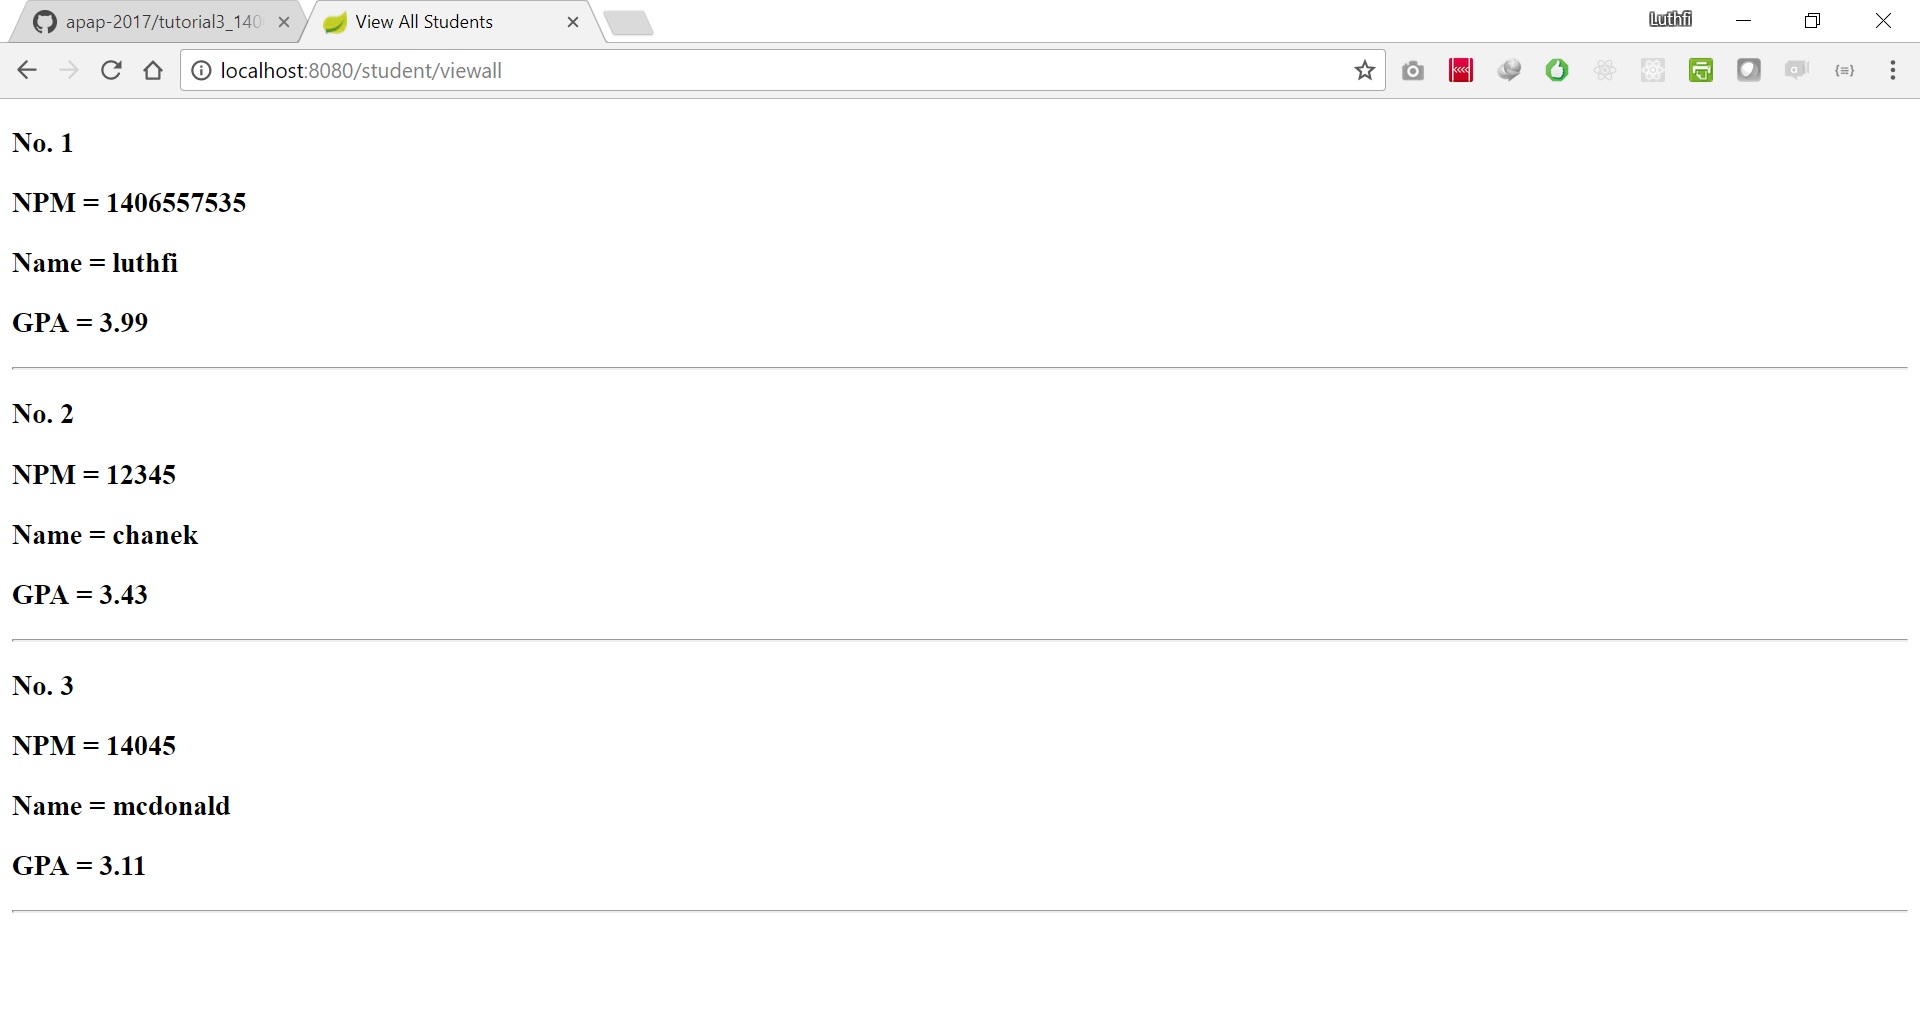 apap-2017/tutorial3_140
View All Students
Luthfi
localhost:8080/student/viewall
No. 1
NPM = 1406557535
Name = luthfi
GPA = 3.99
No. 2
NPM = 12345
Name = chanek
GPA = 3.43
No. 3
NPM = 14045
Name = mcdonald
GPA = 3.11